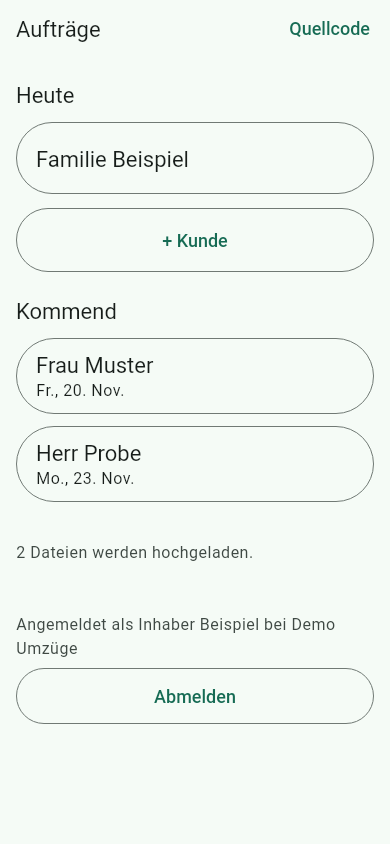 Aufträge
Quellcode
Heute
Familie Beispiel
+ Kunde
Kommend
Frau Muster
Fr., 20. Nov.
Herr Probe
Mo., 23. Nov.
2 Dateien werden hochgeladen.
Angemeldet als Inhaber Beispiel bei Demo
Umzüge
Abmelden